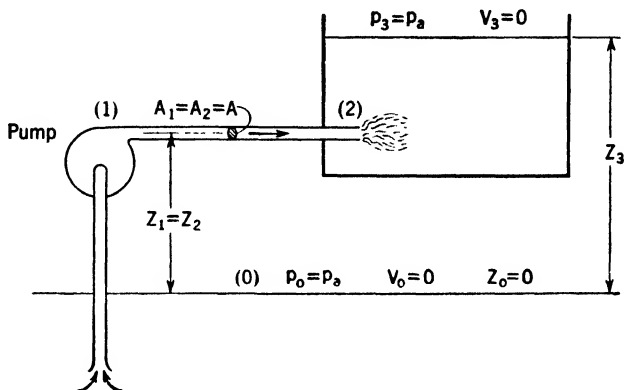 p₃=pₐ V₃=0
(1) A₁=A₂=A (2)
Pump
Z₃
Z₁=Z₂
(0) p₀=pₐ V₀=0 Z₀=0